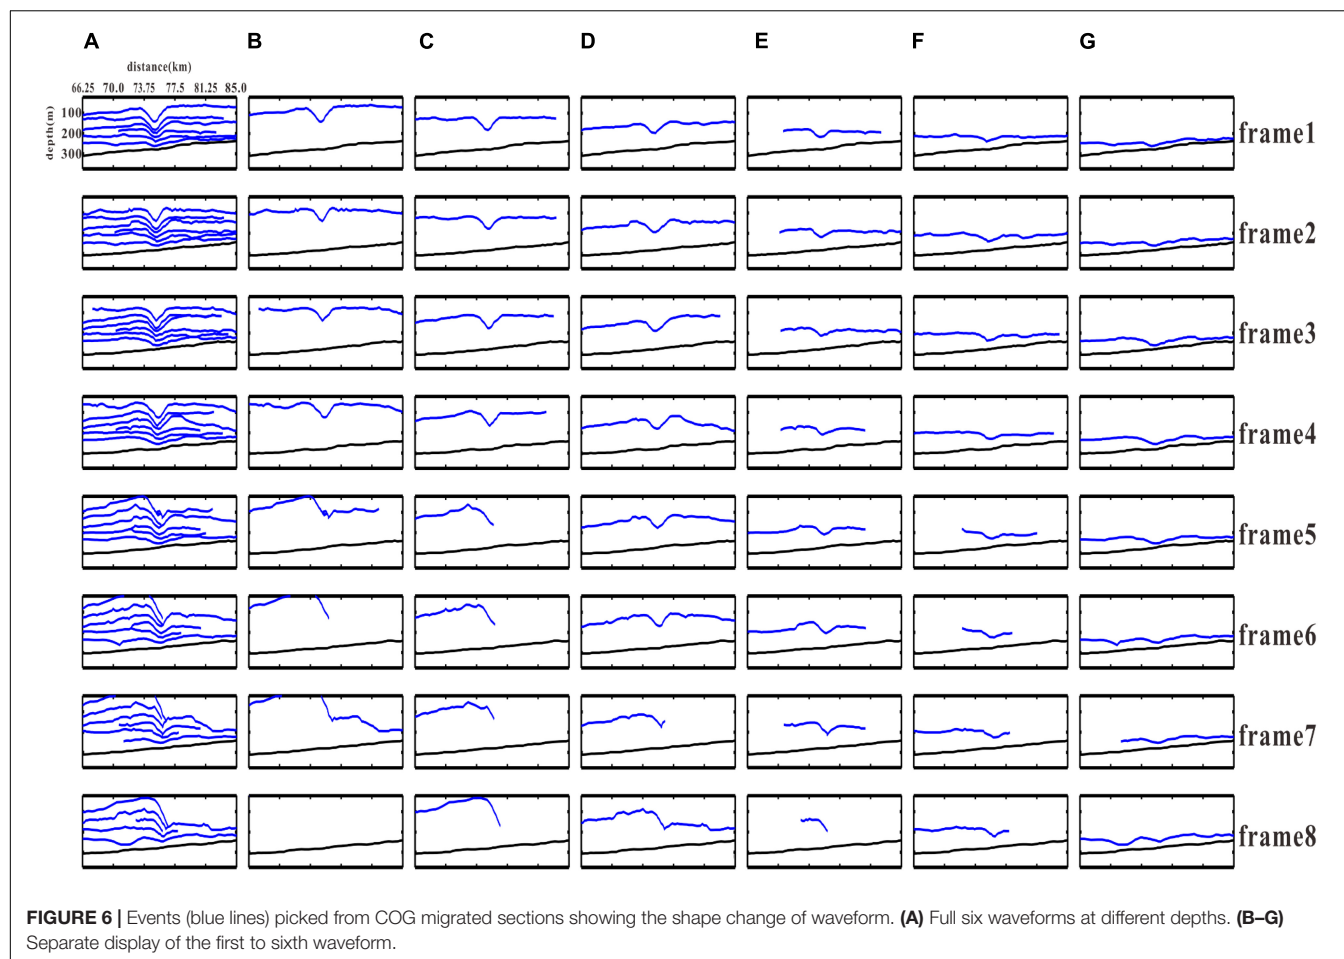 A B C D E F G
distance(km)
66.25 70.0 73.75 77.5 81.25 85.0
depth(m)
100
200
300
frame1
frame2
frame3
frame4
frame5
frame6
frame7
frame8
FIGURE 6 | Events (blue lines) picked from COG migrated sections showing the shape change of waveform. (A) Full six waveforms at different depths. (B–G)
Separate display of the first to sixth waveform.